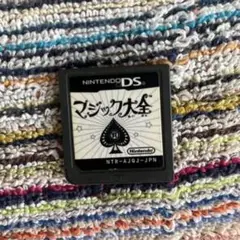 NINTENDO DS
マジック大全
Nintendo
NTR-AJQJ-JPN